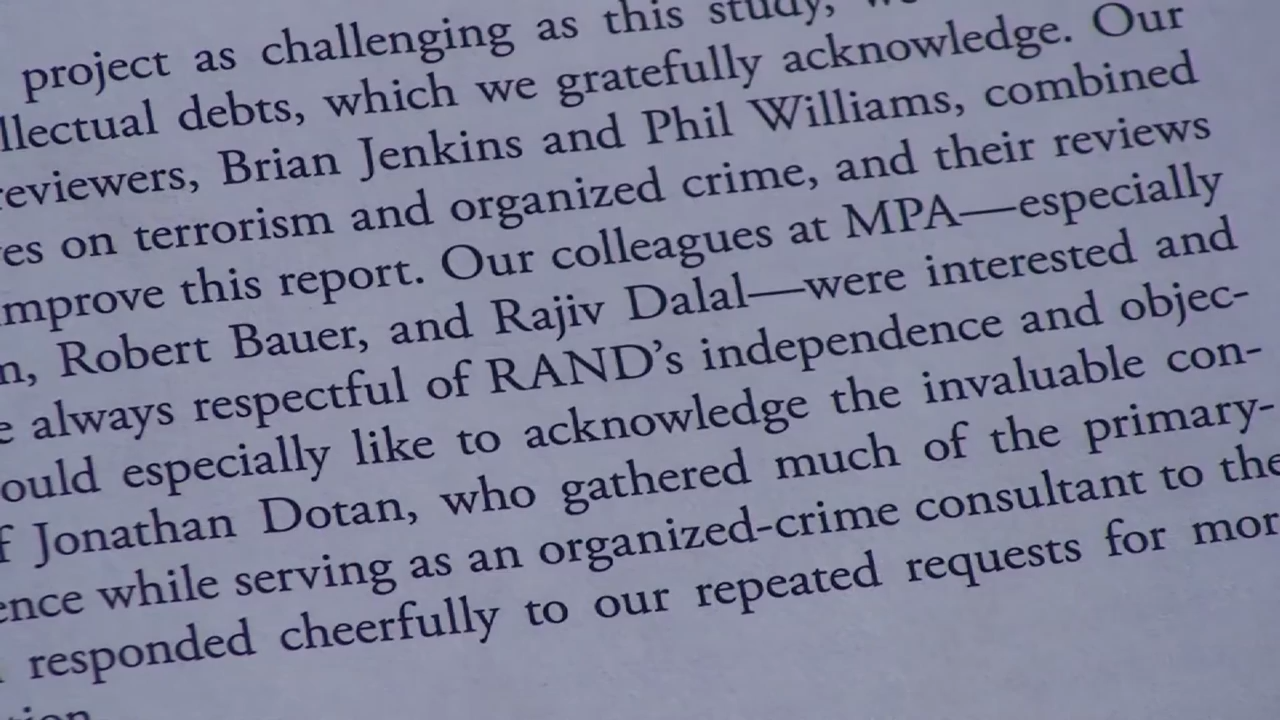 project as challenging as this study,
llectual debts, which we gratefully acknowledge. Our
reviewers, Brian Jenkins and Phil Williams, combined
es on terrorism and organized crime, and their reviews
improve this report. Our colleagues at MPA—especially
n, Robert Bauer, and Rajiv Dalal—were interested and
e always respectful of RAND's independence and objec-
ould especially like to acknowledge the invaluable con-
f Jonathan Dotan, who gathered much of the primary-
ence while serving as an organized-crime consultant to the
responded cheerfully to our repeated requests for mor